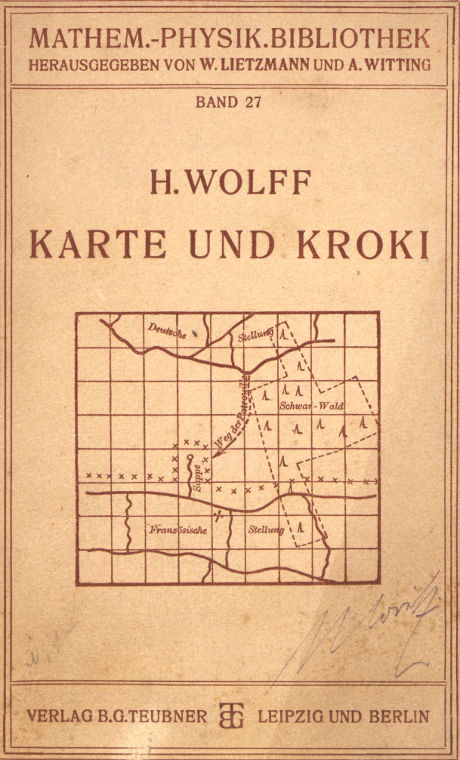 MATHEM.-PHYSIK.BIBLIOTHEK
HERAUSGEGEBEN VON W. LIETZMANN UND A. WITTING
BAND 27
H. WOLFF
KARTE UND KROKI
Deutsche Stellung
Weg der Patrouille
Schwarz-Wald
Sappe
Französische Stellung
VERLAG B.G. TEUBNER BG LEIPZIG UND BERLIN